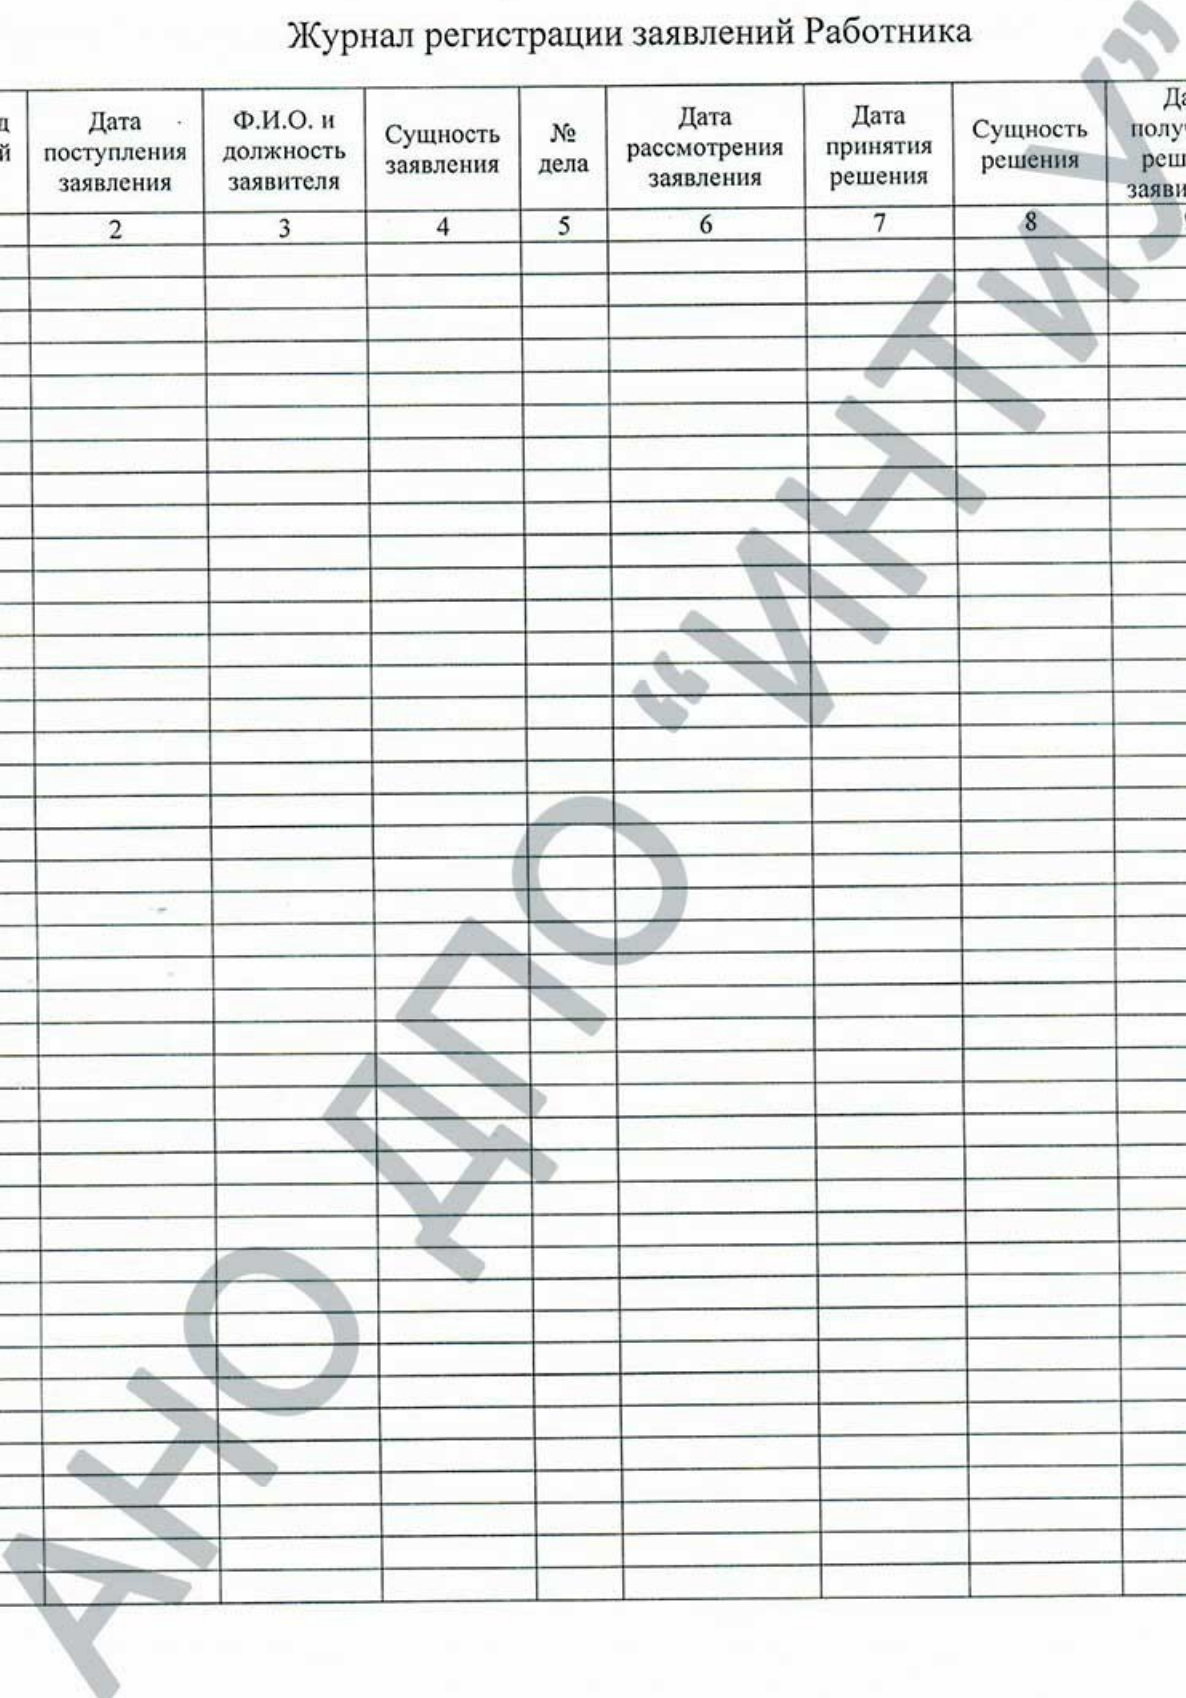 Журнал регистрации заявлений Работника
Дата
поступления
заявления
Ф.И.О. и
должность
заявителя
Сущность
заявления
№
дела
Дата
рассмотрения
заявления
Дата
принятия
решения
Сущность
решения
2
3
4
5
6
7
8
АНО ДПО “ИНТИУ”